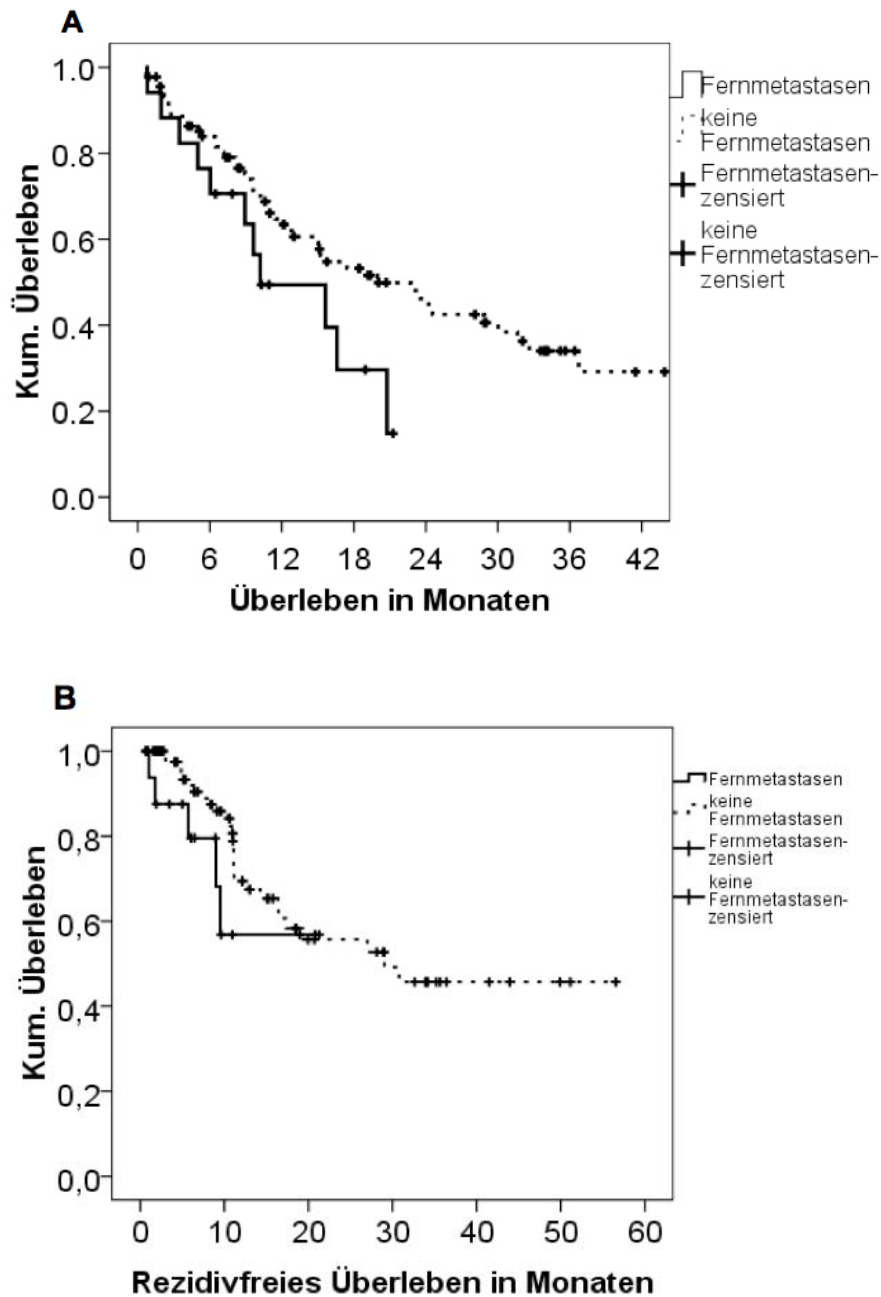 A
1.0
0.8
0.6
0.4
0.2
0.0
Kum. Überleben
0 6 12 18 24 30 36 42
Überleben in Monaten
Fernmetastasen
keine
Fernmetastasen
Fernmetastasen-
zensiert
keine
Fernmetastasen-
zensiert
B
1,0
0,8
0,6
0,4
0,2
0,0
Kum. Überleben
0 10 20 30 40 50 60
Rezidivfreies Überleben in Monaten
Fernmetastasen
keine
Fernmetastasen
Fernmetastasen-
zensiert
keine
Fernmetastasen-
zensiert